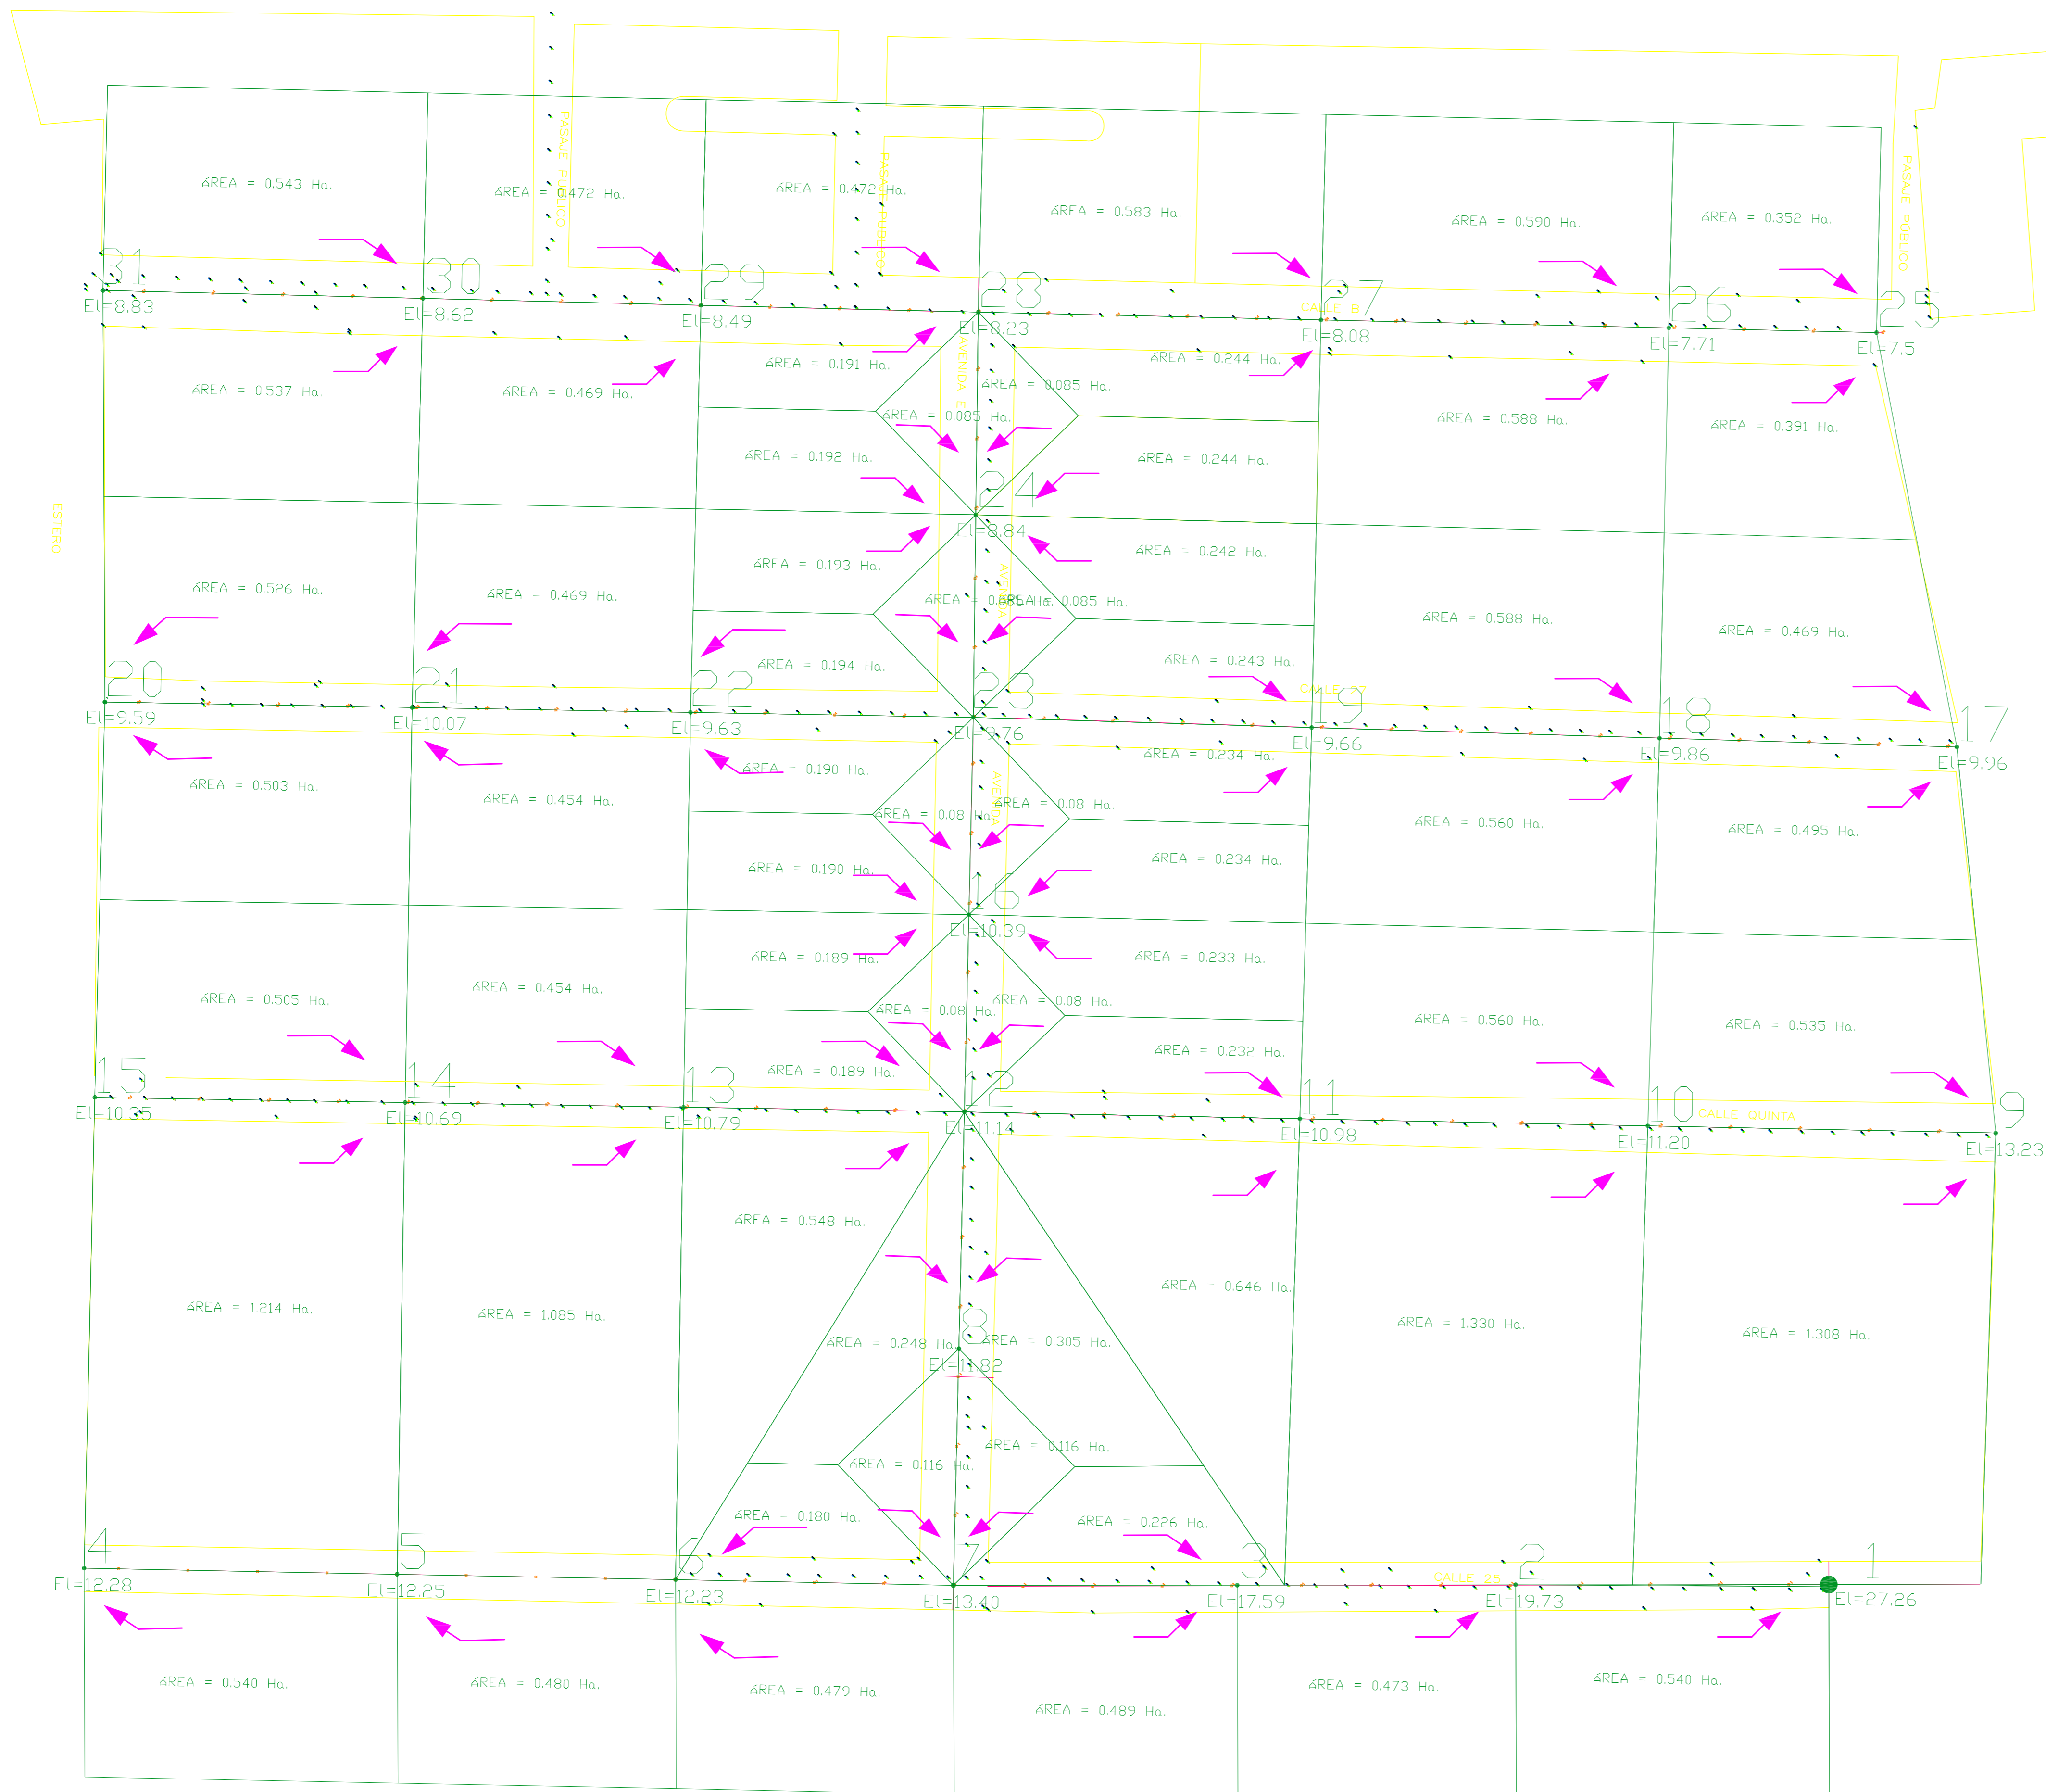 PASAJE PUBLICO
PASAJE PUBLICO
PASAJE PUBLICO
ÁREA = 0.543 Ha.
ÁREA = 0.472 Ha.
ÁREA = 0.472 Ha.
ÁREA = 0.583 Ha.
ÁREA = 0.590 Ha.
ÁREA = 0.352 Ha.
31
El=8.83
30
El=8.62
29
El=8.49
28
El=8.23
CALLE B
27
El=8.08
26
El=7.71
25
El=7.5
AVENIDA E
ÁREA = 0.191 Ha.
ÁREA = 0.244 Ha.
ÁREA = 0.085 Ha.
ÁREA = 0.537 Ha.
ÁREA = 0.469 Ha.
ÁREA = 0.085 Ha.
ÁREA = 0.588 Ha.
ÁREA = 0.391 Ha.
ÁREA = 0.192 Ha.
ÁREA = 0.244 Ha.
24
El=8.84
ESTERO
ÁREA = 0.193 Ha.
ÁREA = 0.242 Ha.
AVENIDA
ÁREA = 0.526 Ha.
ÁREA = 0.469 Ha.
ÁREA = 0.085 Ha.
ÁREA = 0.085 Ha.
ÁREA = 0.588 Ha.
ÁREA = 0.469 Ha.
ÁREA = 0.194 Ha.
ÁREA = 0.243 Ha.
20
El=9.59
21
El=10.07
22
El=9.63
23
El=9.76
CALLE 27
19
El=9.66
18
El=9.86
17
El=9.96
ÁREA = 0.190 Ha.
ÁREA = 0.234 Ha.
AVENIDA
ÁREA = 0.503 Ha.
ÁREA = 0.454 Ha.
ÁREA = 0.08 Ha.
ÁREA = 0.08 Ha.
ÁREA = 0.560 Ha.
ÁREA = 0.495 Ha.
ÁREA = 0.190 Ha.
ÁREA = 0.234 Ha.
16
El=10.39
ÁREA = 0.189 Ha.
ÁREA = 0.233 Ha.
ÁREA = 0.505 Ha.
ÁREA = 0.454 Ha.
ÁREA = 0.08 Ha.
ÁREA = 0.08 Ha.
ÁREA = 0.560 Ha.
ÁREA = 0.535 Ha.
ÁREA = 0.189 Ha.
ÁREA = 0.232 Ha.
15
El=10.35
14
El=10.69
13
El=10.79
12
El=11.14
11
El=10.98
10
El=11.20
CALLE QUINTA
9
El=13.23
ÁREA = 0.548 Ha.
ÁREA = 0.646 Ha.
ÁREA = 1.214 Ha.
ÁREA = 1.085 Ha.
ÁREA = 0.248 Ha.
ÁREA = 0.305 Ha.
ÁREA = 1.330 Ha.
ÁREA = 1.308 Ha.
8
El=11.82
ÁREA = 0.116 Ha.
ÁREA = 0.116 Ha.
ÁREA = 0.180 Ha.
ÁREA = 0.226 Ha.
4
El=12.28
5
El=12.25
6
El=12.23
7
El=13.40
3
El=17.59
CALLE 25
2
El=19.73
1
El=27.26
ÁREA = 0.540 Ha.
ÁREA = 0.480 Ha.
ÁREA = 0.479 Ha.
ÁREA = 0.489 Ha.
ÁREA = 0.473 Ha.
ÁREA = 0.540 Ha.